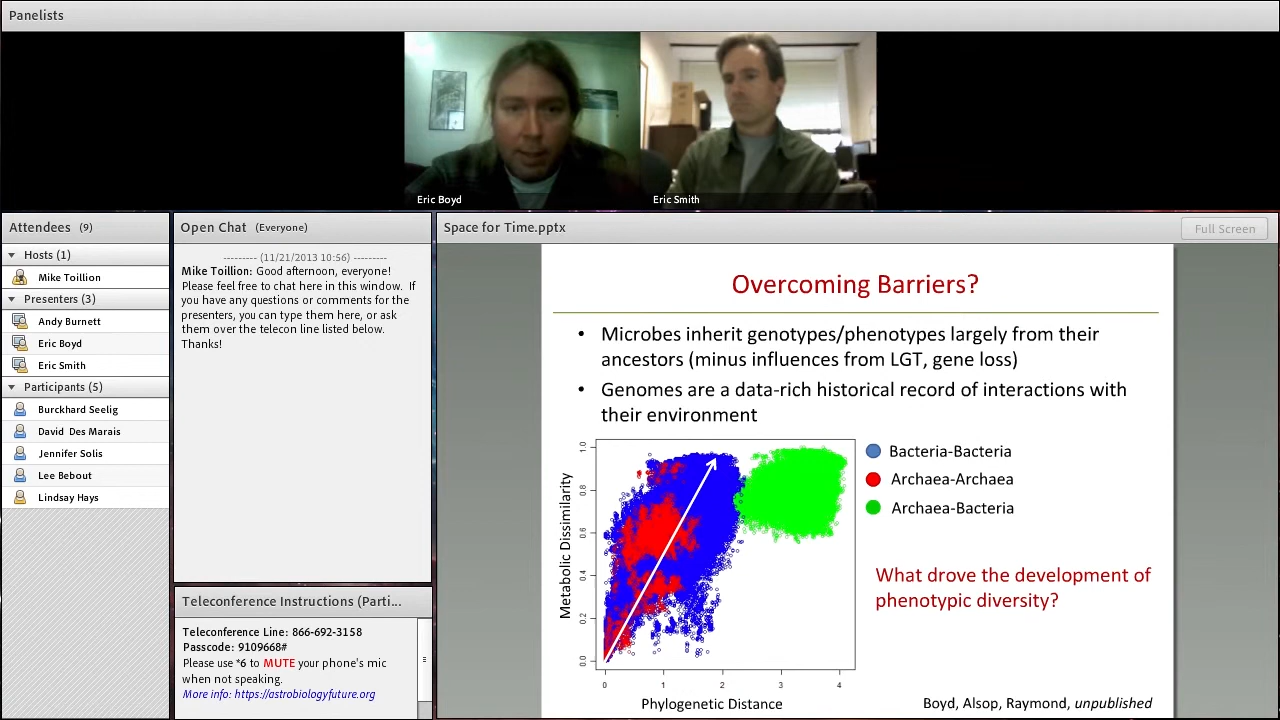 Panelists
Eric Boyd
Eric Smith
Attendees (9)
Hosts (1)
Mike Toillion
Presenters (3)
Andy Burnett
Eric Boyd
Eric Smith
Participants (5)
Burckhard Seelig
David Des Marais
Jennifer Solis
Lee Bebout
Lindsay Hays
Open Chat (Everyone)
--------- (11/21/2013 10:56) ---------
Mike Toillion: Good afternoon, everyone!
Please feel free to chat here in this window. If
you have any questions or comments for the
presenters, you can type them here, or ask
them over the telecon line listed below.
Thanks!
Teleconference Instructions (Parti...
Teleconference Line: 866-692-3158
Passcode: 9109668#
Please use *6 to MUTE your phone's mic
when not speaking.
More info: https://astrobiologyfuture.org
Space for Time.pptx
Full Screen
Overcoming Barriers?
• Microbes inherit genotypes/phenotypes largely from their
ancestors (minus influences from LGT, gene loss)
• Genomes are a data-rich historical record of interactions with
their environment
Metabolic Dissimilarity
1.0
0.8
0.6
0.4
0.2
0.0
0 1 2 3 4
Phylogenetic Distance
Bacteria-Bacteria
Archaea-Archaea
Archaea-Bacteria
What drove the development of
phenotypic diversity?
Boyd, Alsop, Raymond, unpublished